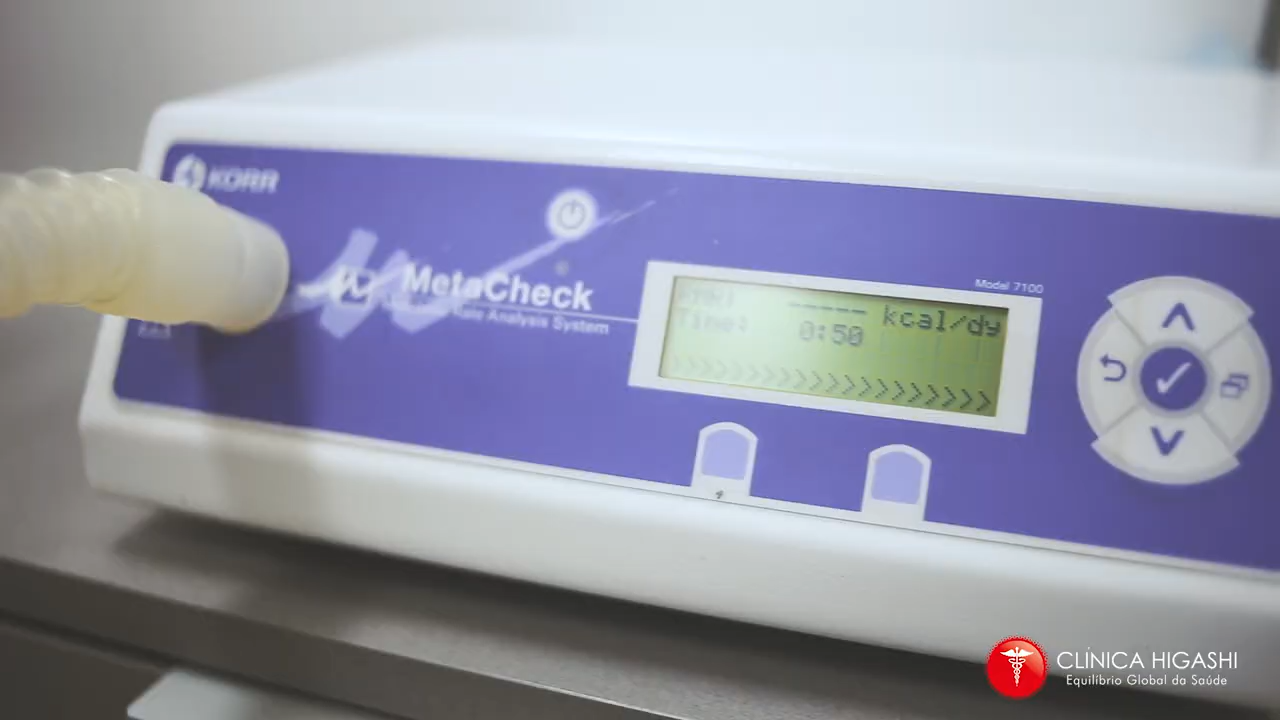 KORR
MetaCheck
Rate Analysis System
Model 7100
----- kcal/dy
Time: 0:50
>>>>>>>>>>>>>>>>>>>>
CLÍNICA HIGASHI
Equilíbrio Global da Saúde